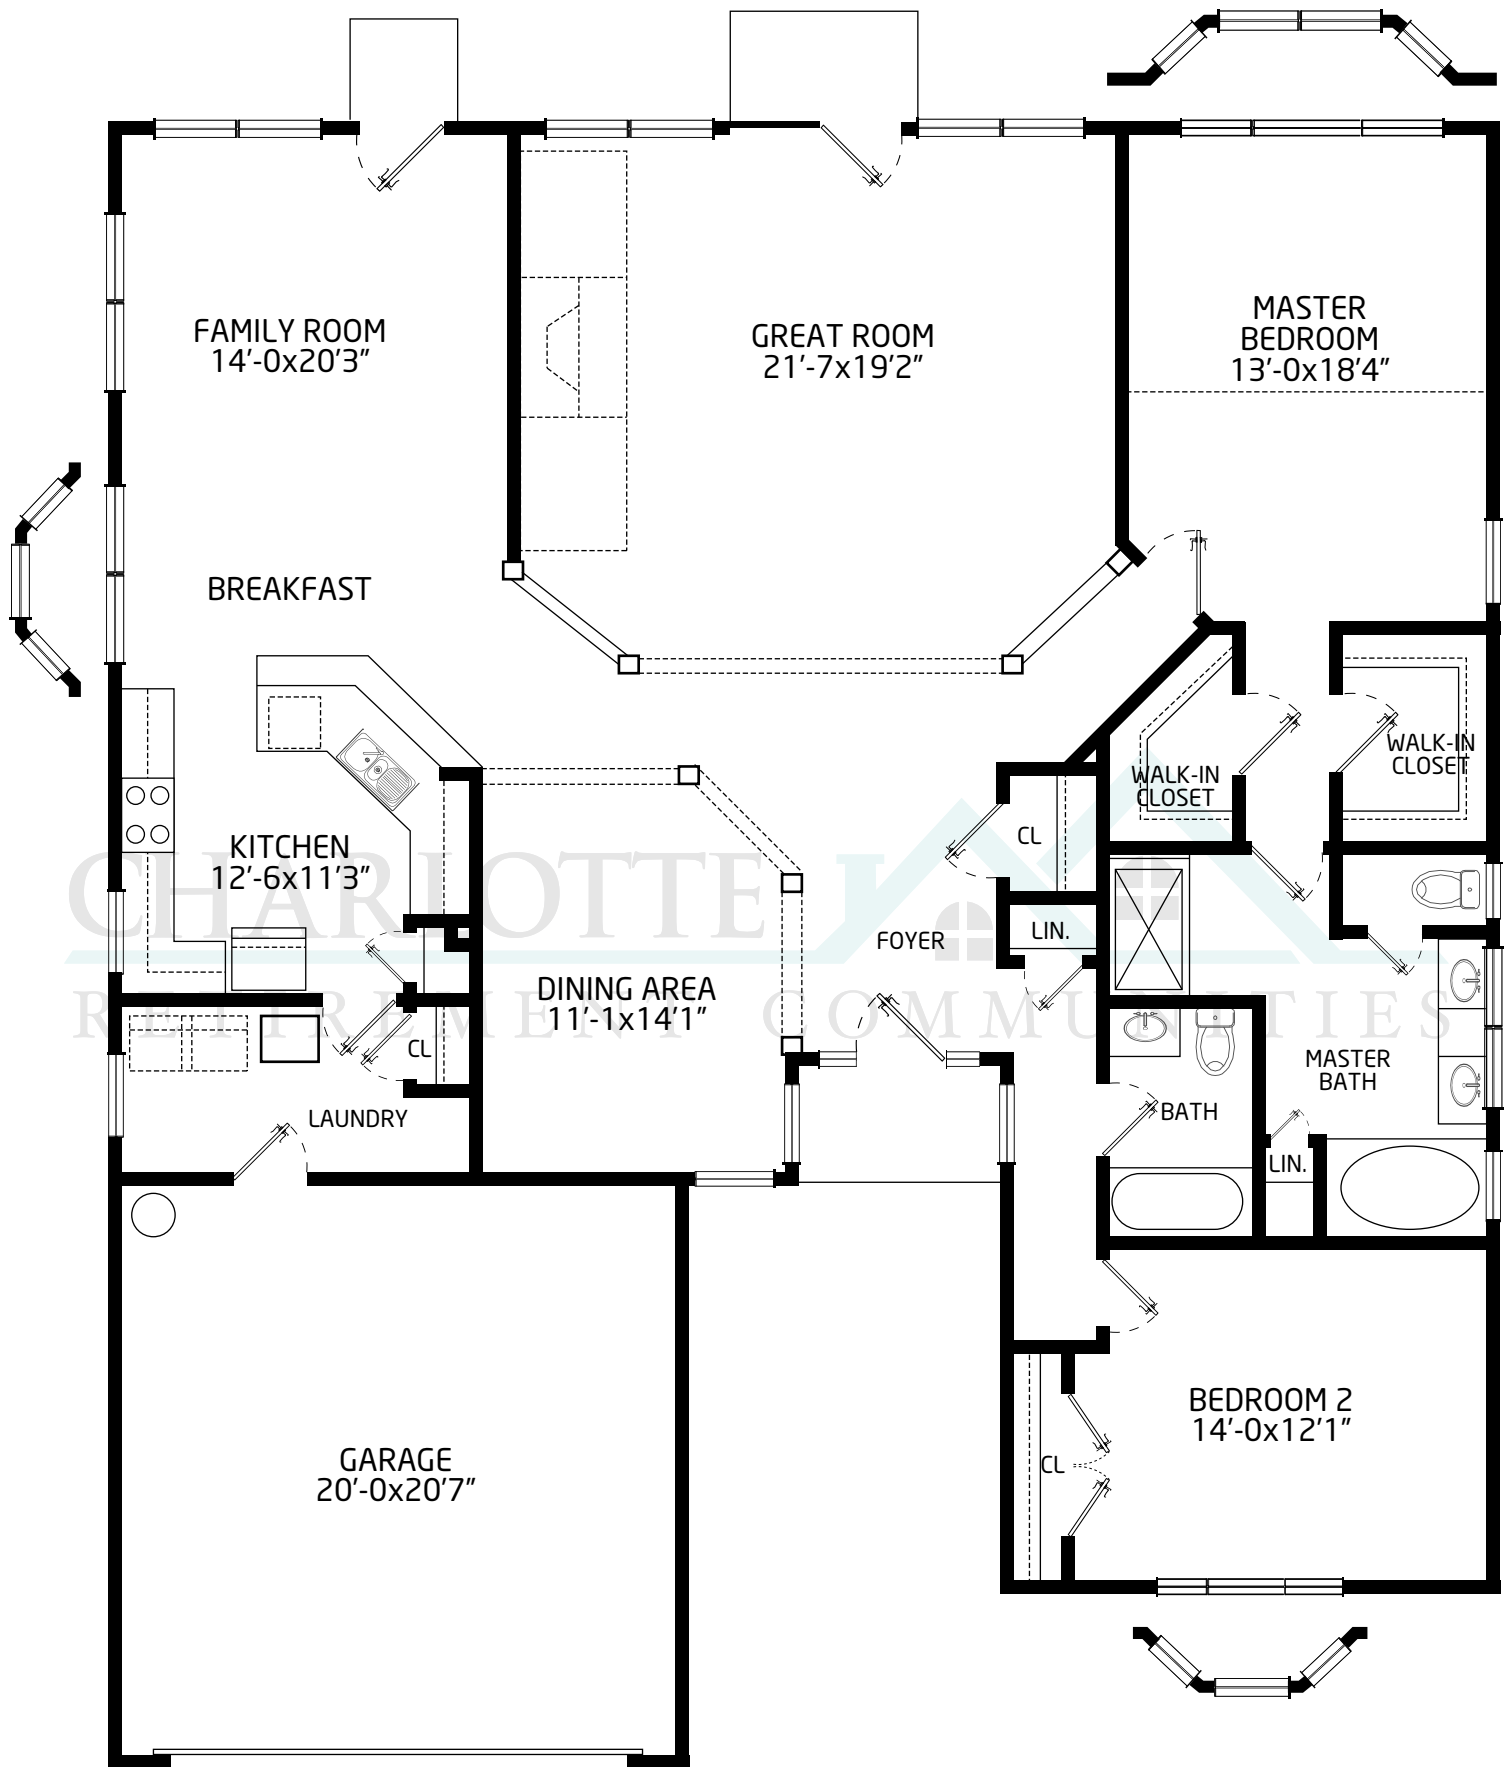 FAMILY ROOM
14'-0x20'3"
GREAT ROOM
21'-7x19'2"
MASTER
BEDROOM
13'-0x18'4"
BREAKFAST
WALK-IN
CLOSET
WALK-IN
CLOSET
KITCHEN
12'-6x11'3"
CL
LIN.
FOYER
CHARLOTTE
RETIREMENT COMMUNITIES
DINING AREA
11'-1x14'1"
CL
LAUNDRY
BATH
MASTER
BATH
LIN.
GARAGE
20'-0x20'7"
CL
BEDROOM 2
14'-0x12'1"